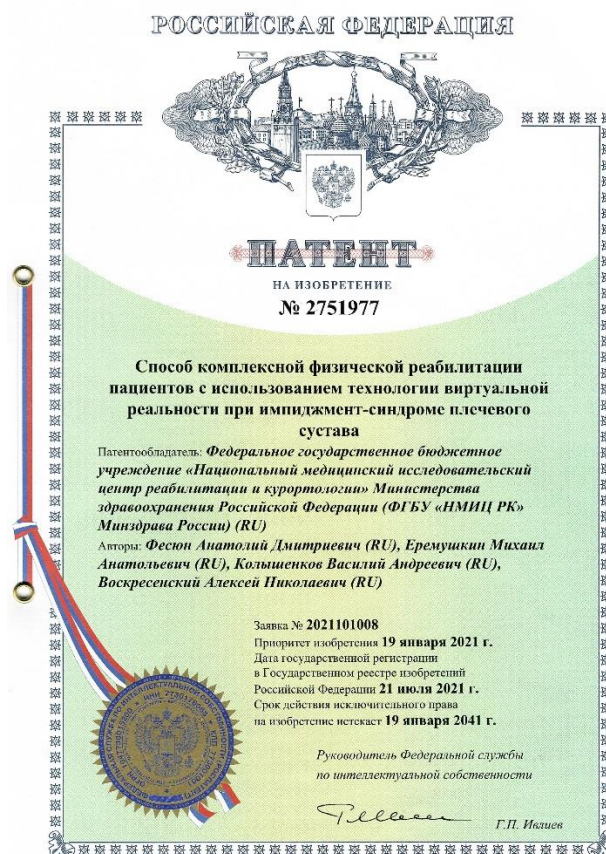 РОССИЙСКАЯ ФЕДЕРАЦИЯ
ПАТЕНТ
НА ИЗОБРЕТЕНИЕ
№ 2751977
Способ комплексной физической реабилитации
пациентов с использованием технологии виртуальной
реальности при импиджмент-синдроме плечевого
сустава
Патентообладатель: Федеральное государственное бюджетное
учреждение «Национальный медицинский исследовательский
центр реабилитации и курортологии» Министерства
здравоохранения Российской Федерации (ФГБУ «НМИЦ РК»
Минздрава России) (RU)
Авторы: Фесюн Анатолий Дмитриевич (RU), Еремушкин Михаил
Анатольевич (RU), Колышенков Василий Андреевич (RU),
Воскресенский Алексей Николаевич (RU)
Заявка № 2021101008
Приоритет изобретения 19 января 2021 г.
Дата государственной регистрации
в Государственном реестре изобретений
Российской Федерации 21 июля 2021 г.
Срок действия исключительного права
на изобретение истекает 19 января 2041 г.
Руководитель Федеральной службы
по интеллектуальной собственности
Г.П. Ивлиев